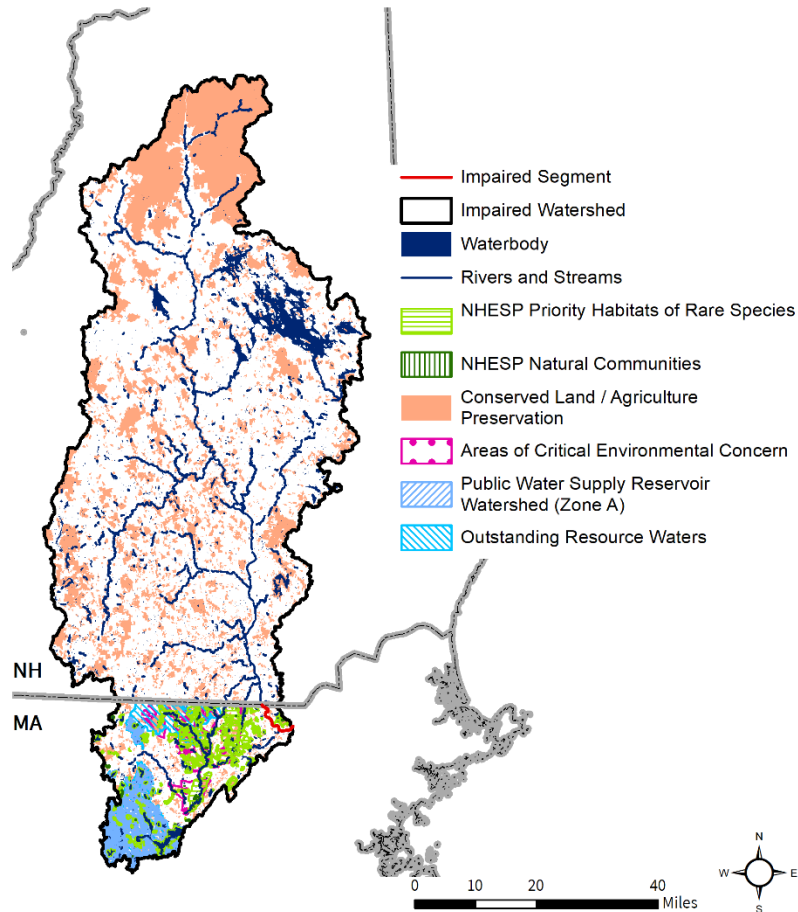 Impaired Segment
Impaired Watershed
Waterbody
Rivers and Streams
NHESP Priority Habitats of Rare Species
NHESP Natural Communities
Conserved Land / Agriculture
Preservation
Areas of Critical Environmental Concern
Public Water Supply Reservoir
Watershed (Zone A)
Outstanding Resource Waters
NH
MA
N
W E
S
0 10 20 40
Miles